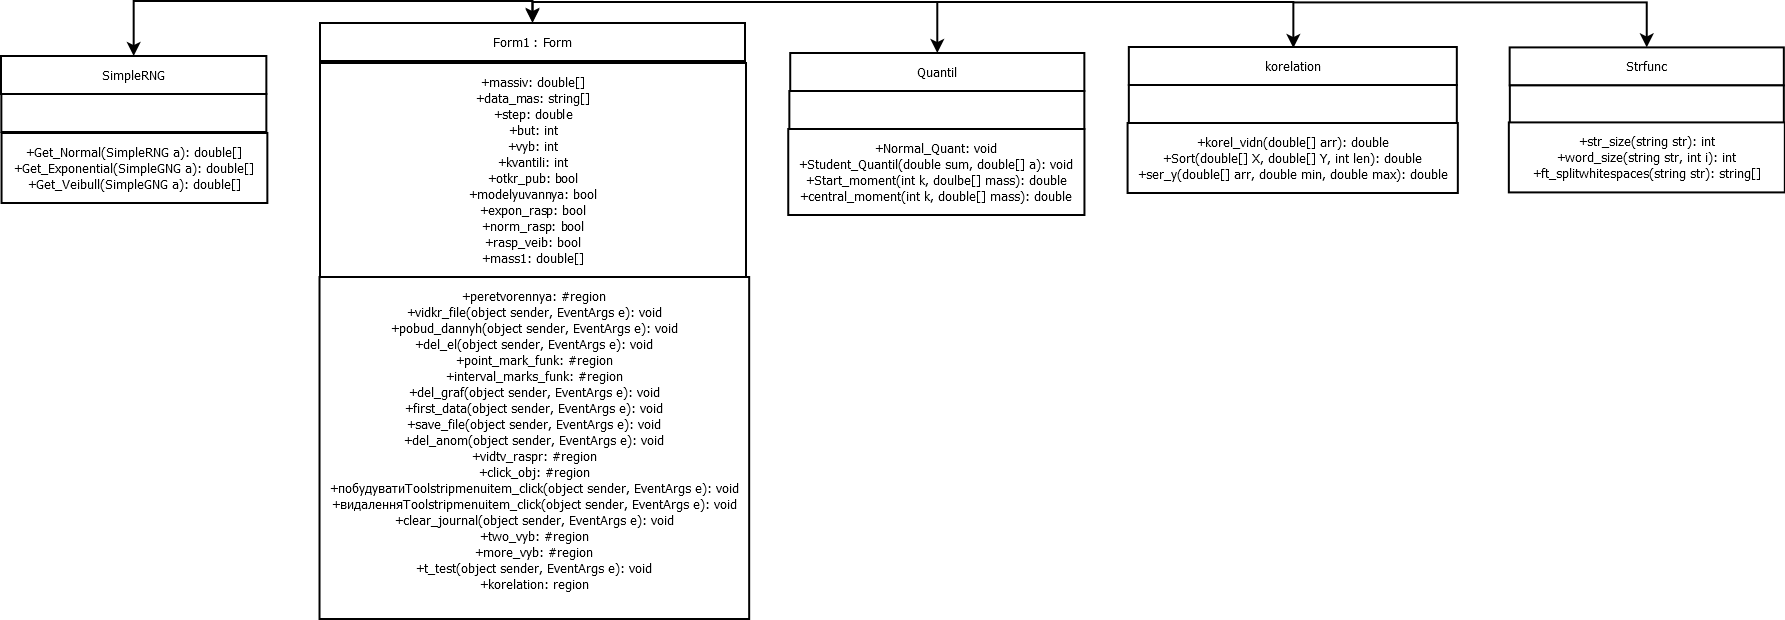 SimpleRNG
+Get_Normal(SimpleRNG a): double[]
+Get_Exponential(SimpleGNG a): double[]
+Get_Veibull(SimpleGNG a): double[]
Form1 : Form
+massiv: double[]
+data_mas: string[]
+step: double
+but: int
+vyb: int
+kvantili: int
+otkr_pub: bool
+modelyuvannya: bool
+expon_rasp: bool
+norm_rasp: bool
+rasp_veib: bool
+mass1: double[]
+peretvorennya: #region
+vidkr_file(object sender, EventArgs e): void
+pobud_dannyh(object sender, EventArgs e): void
+del_el(object sender, EventArgs e): void
+point_mark_funk: #region
+interval_marks_funk: #region
+del_graf(object sender, EventArgs e): void
+first_data(object sender, EventArgs e): void
+save_file(object sender, EventArgs e): void
+del_anom(object sender, EventArgs e): void
+vidtv_raspr: #region
+click_obj: #region
+побудуватиToolstripmenuitem_click(object sender, EventArgs e): void
+видаленняToolstripmenuitem_click(object sender, EventArgs e): void
+clear_journal(object sender, EventArgs e): void
+two_vyb: #region
+more_vyb: #region
+t_test(object sender, EventArgs e): void
+korelation: region
Quantil
+Normal_Quant: void
+Student_Quantil(double sum, double[] a): void
+Start_moment(int k, doulbe[] mass): double
+central_moment(int k, double[] mass): double
korelation
+korel_vidn(double[] arr): double
+Sort(double[] X, double[] Y, int len): double
+ser_y(double[] arr, double min, double max): double
Strfunc
+str_size(string str): int
+word_size(string str, int i): int
+ft_splitwhitespaces(string str): string[]